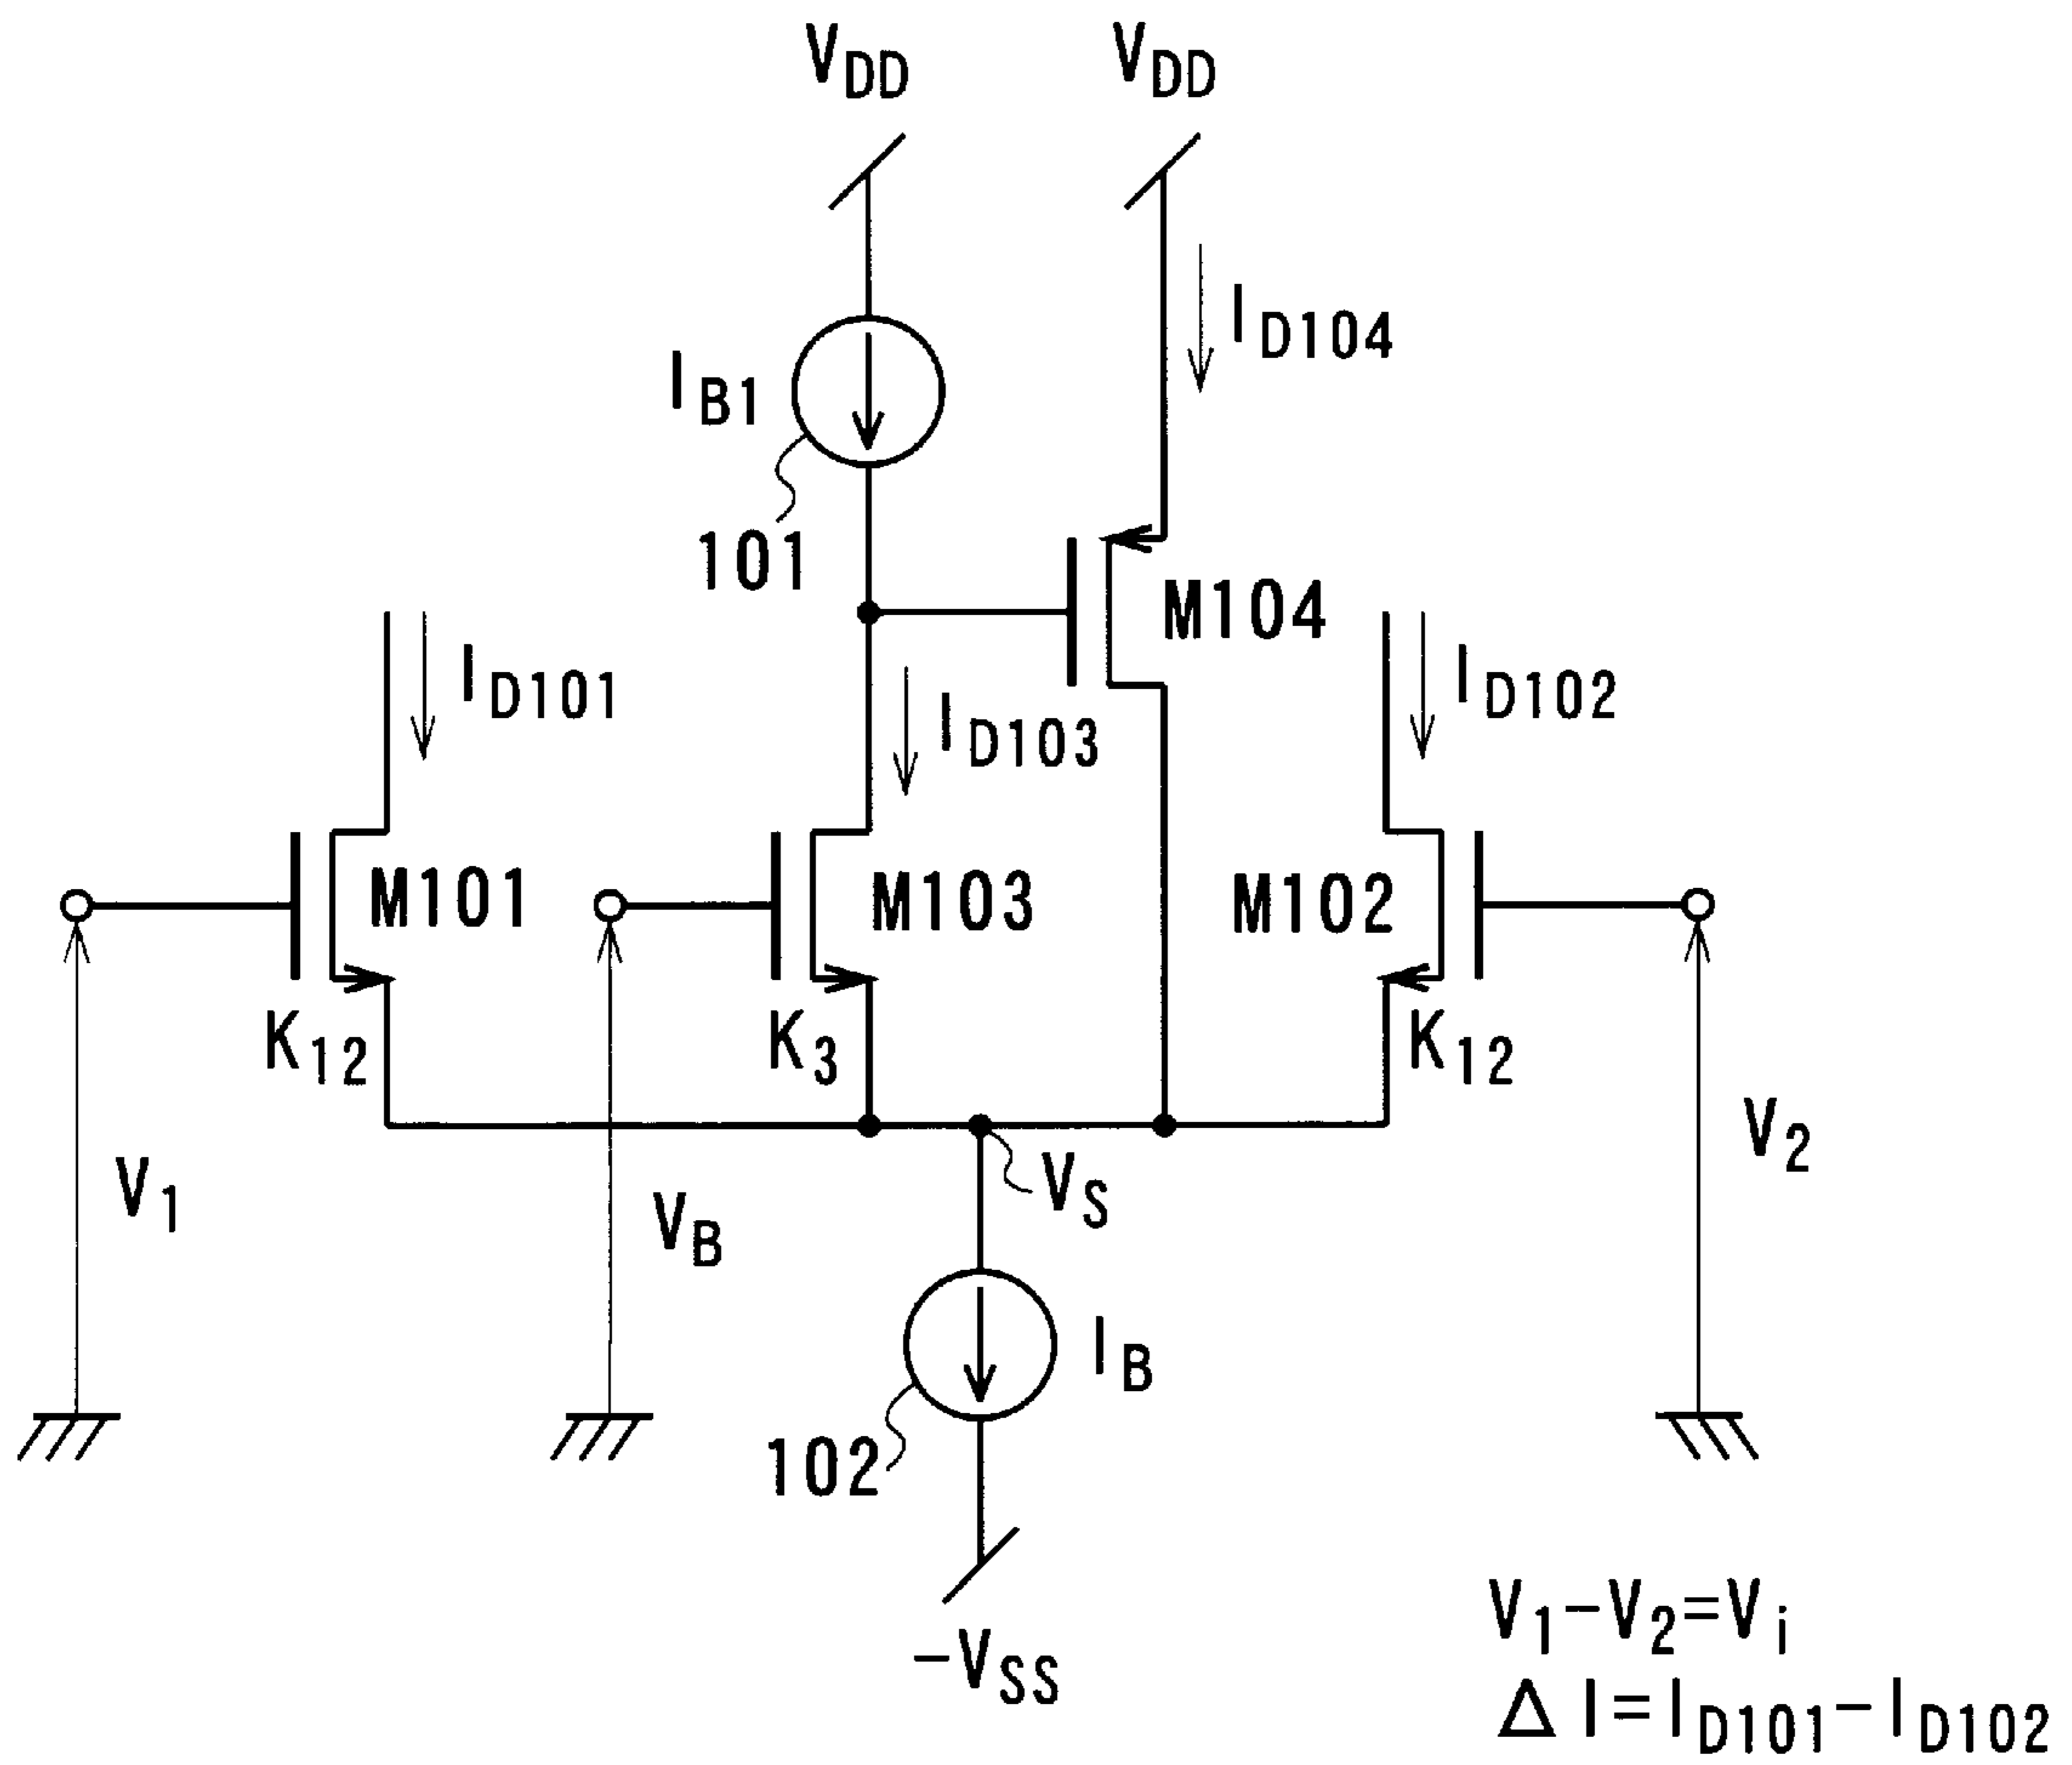 VDD VDD
ID104
IB1
101
M104
ID101 ID102
ID103
M101 M103 M102
K12 K3 K12
V1 VB VS V2
IB
102
-VSS
V1-V2=Vi
ΔI=ID101-ID102